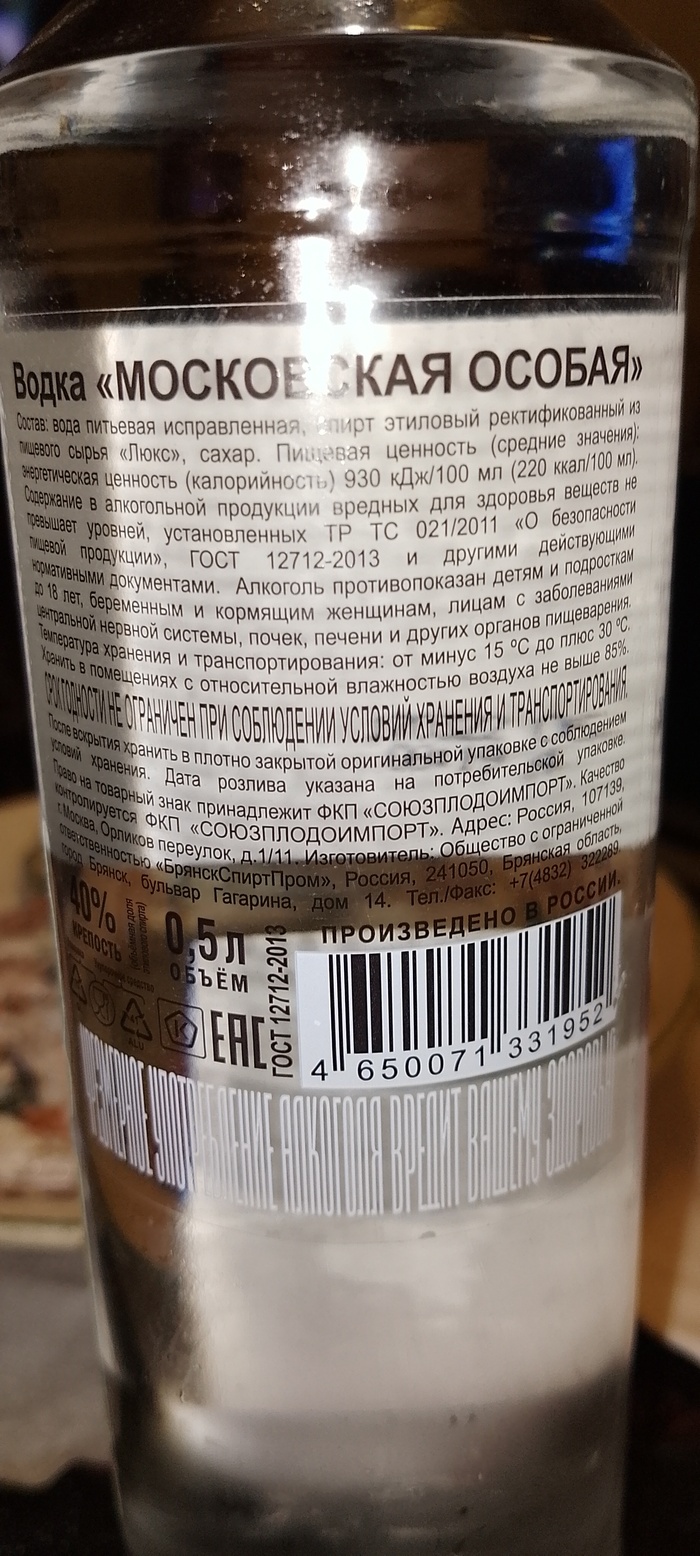 Водка «МОСКОВСКАЯ ОСОБАЯ»
Состав: вода питьевая исправленная, спирт этиловый ректификованный из
пищевого сырья «Люкс», сахар. Пищевая ценность (средние значения):
энергетическая ценность (калорийность) 930 кДж/100 мл (220 ккал/100 мл).
Содержание в алкогольной продукции вредных для здоровья веществ не
превышает уровней, установленных ТР ТС 021/2011 «О безопасности
пищевой продукции», ГОСТ 12712-2013 и другими действующими
нормативными документами. Алкоголь противопоказан детям и подросткам
до 18 лет, беременным и кормящим женщинам, лицам с заболеваниями
центральной нервной системы, почек, печени и других органов пищеварения.
Температура хранения и транспортирования: от минус 15 ºС до плюс 30 ºС.
Хранить в помещениях с относительной влажностью воздуха не выше 85%.
СРОК ГОДНОСТИ НЕ ОГРАНИЧЕН ПРИ СОБЛЮДЕНИИ УСЛОВИЙ ХРАНЕНИЯ И ТРАНСПОРТИРОВАНИЯ.
После вскрытия хранить в плотно закрытой оригинальной упаковке с соблюдением
условий хранения. Дата розлива указана на потребительской упаковке.
Право на товарный знак принадлежит ФКП «СОЮЗПЛОДОИМПОРТ». Качество
контролируется ФКП «СОЮЗПЛОДОИМПОРТ». Адрес: Россия, 107139,
г. Москва, Орликов переулок, д.1/11. Изготовитель: Общество с ограниченной
ответственностью «БрянскСпиртПром», Россия, 241050, Брянская область,
город Брянск, бульвар Гагарина, дом 14. Тел./Факс: +7(4832) 322289.
40%
КРЕПОСТЬ
0,5 л
ОБЪЁМ
ГОСТ 12712-2013
ПРОИЗВЕДЕНО В РОССИИ.
ALU
EAC
4 650071 331952
ЧРЕЗМЕРНОЕ УПОТРЕБЛЕНИЕ АЛКОГОЛЯ ВРЕДИТ ВАШЕМУ ЗДОРОВЬЮ